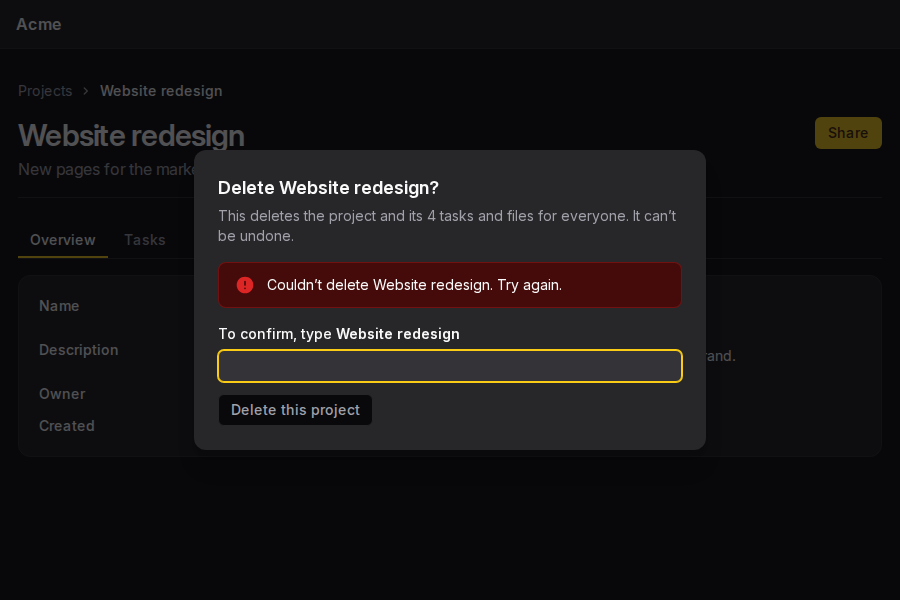 Acme
Projects > Website redesign
Website redesign
Share
New pages for the marke
Overview Tasks
Name
Description
rand.
Owner
Created
Delete Website redesign?
This deletes the project and its 4 tasks and files for everyone. It can’t
be undone.
Couldn’t delete Website redesign. Try again.
To confirm, type Website redesign
Delete this project